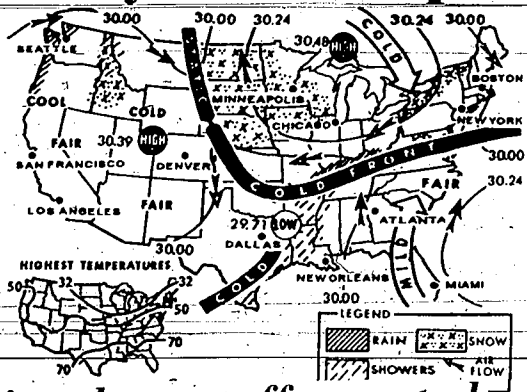 30.00
30.00
30.24
30.24
30.00
SEATTLE
30.48
HIGH
COLD
BOSTON
MINNEAPOLIS
COOL
COLD
CHICAGO
NEW YORK
FAIR
30.39
HIGH
30.00
SAN FRANCISCO
DENVER
COLD FRONT
FAIR
30.24
LOS ANGELES
FAIR
29.71
LOW
ATLANTA
30.00
DALLAS
MILD
HIGHEST TEMPERATURES
COLD
NEW ORLEANS
MIAMI
32
32
50
50
30.00
LEGEND
RAIN
SNOW
70
70
SHOWERS
AIR
FLOW